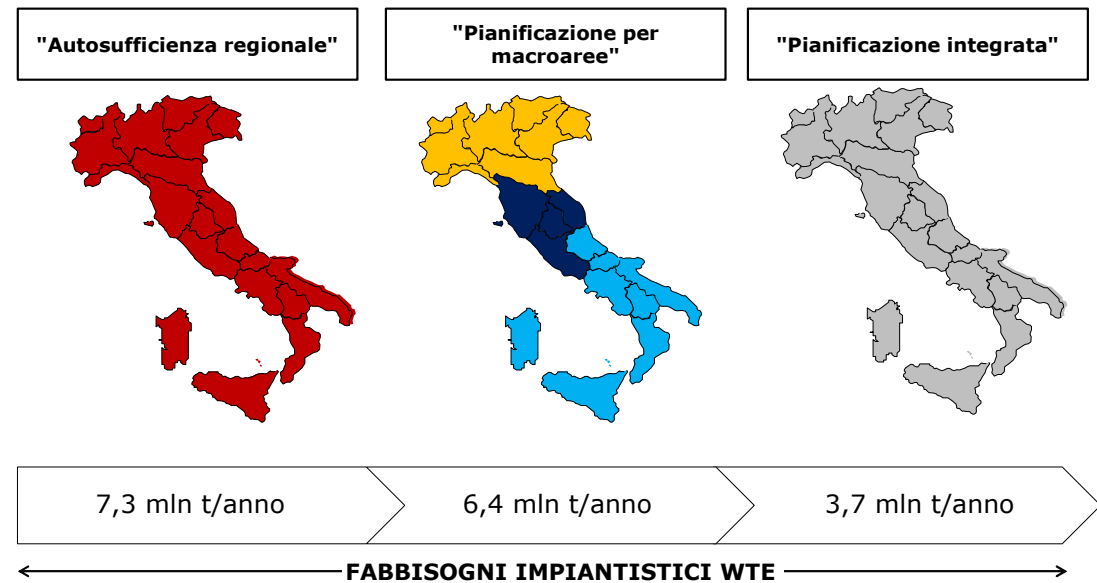 "Autosufficienza regionale"
"Pianificazione per
macroaree"
"Pianificazione integrata"
7,3 mln t/anno
6,4 mln t/anno
3,7 mln t/anno
FABBISOGNI IMPIANTISTICI WTE